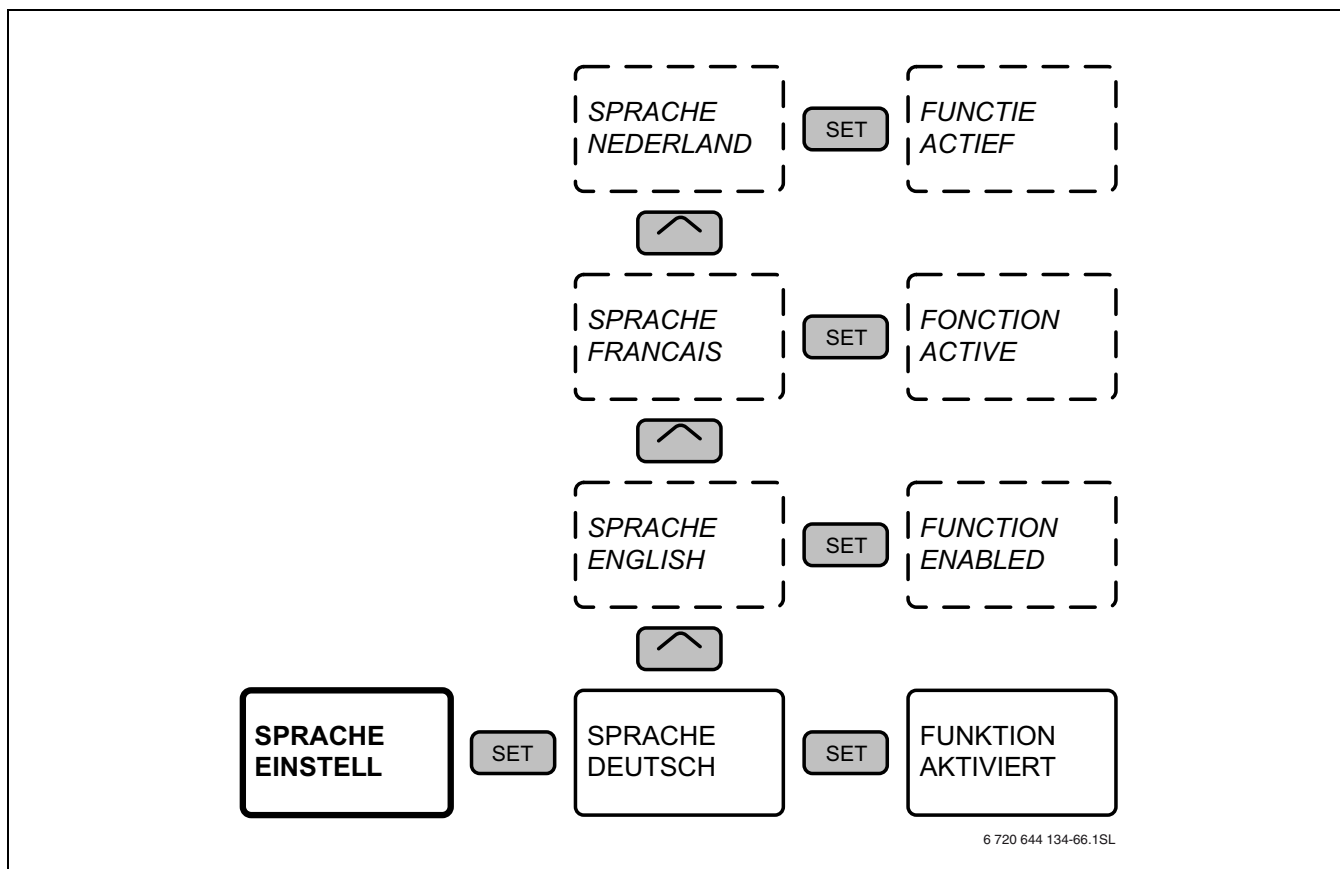 SPRACHE
NEDERLAND
SET
FUNCTIE
ACTIEF
SPRACHE
FRANCAIS
SET
FONCTION
ACTIVE
SPRACHE
ENGLISH
SET
FUNCTION
ENABLED
SPRACHE
EINSTELL
SET
SPRACHE
DEUTSCH
SET
FUNKTION
AKTIVIERT
6 720 644 134-66.1SL